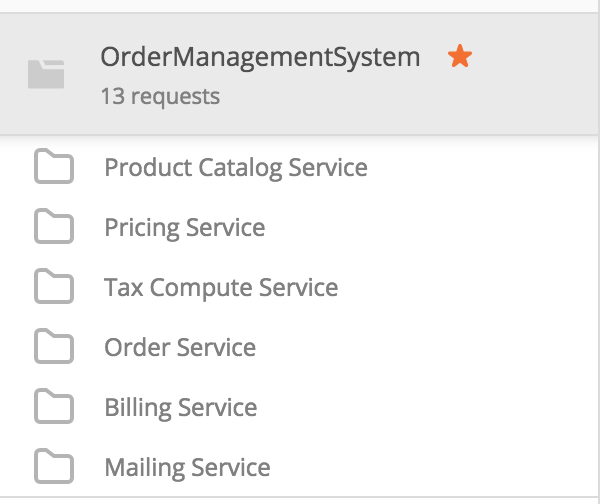 OrderManagementSystem
13 requests
Product Catalog Service
Pricing Service
Tax Compute Service
Order Service
Billing Service
Mailing Service